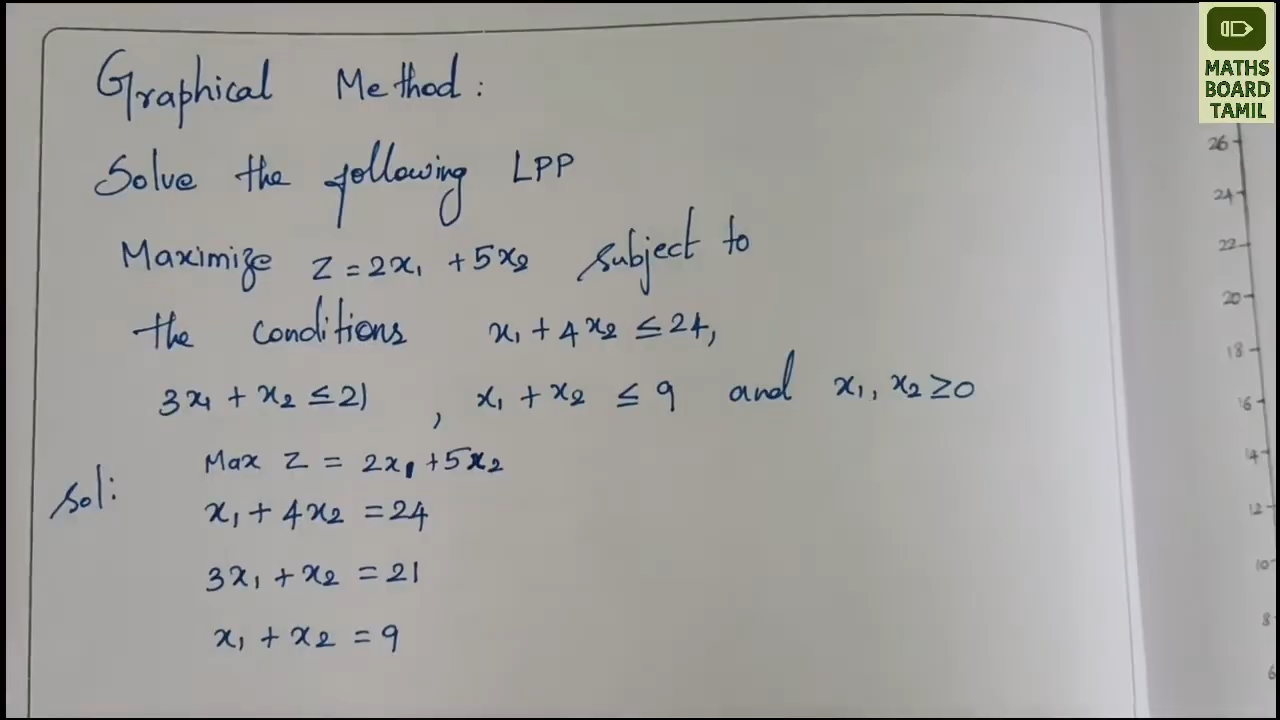 Graphical Method:
Solve the following LPP
Maximize Z = 2x₁ + 5x₂ subject to
the conditions x₁ + 4x₂ ≤ 24,
3x₁ + x₂ ≤ 21, x₁ + x₂ ≤ 9 and x₁, x₂ ≥ 0
Sol: Max Z = 2x₁ + 5x₂
x₁ + 4x₂ = 24
3x₁ + x₂ = 21
x₁ + x₂ = 9
MATHS
BOARD
TAMIL
26
24
22
20
18
16
14
12
10
8
6